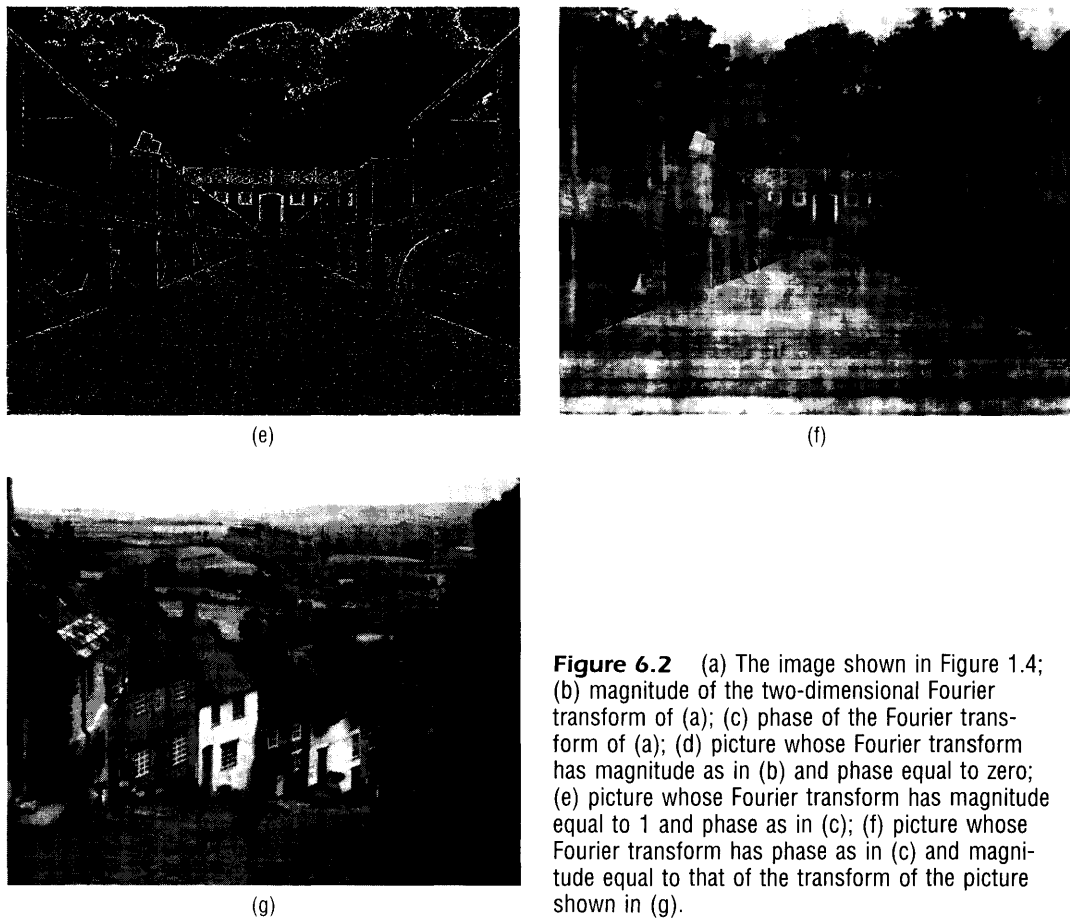 (e)
(f)
(g)
Figure 6.2 (a) The image shown in Figure 1.4;
(b) magnitude of the two-dimensional Fourier
transform of (a); (c) phase of the Fourier trans-
form of (a); (d) picture whose Fourier transform
has magnitude as in (b) and phase equal to zero;
(e) picture whose Fourier transform has magnitude
equal to 1 and phase as in (c); (f) picture whose
Fourier transform has phase as in (c) and magni-
tude equal to that of the transform of the picture
shown in (g).